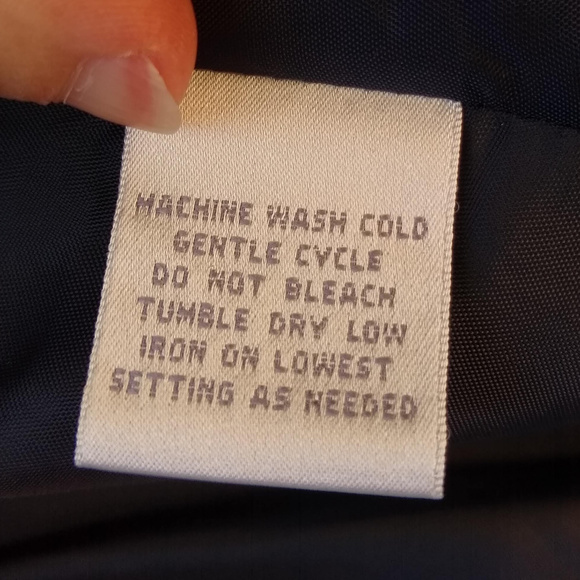 MACHINE WASH COLD
GENTLE CYCLE
DO NOT BLEACH
TUMBLE DRY LOW
IRON ON LOWEST
SETTING AS NEEDED